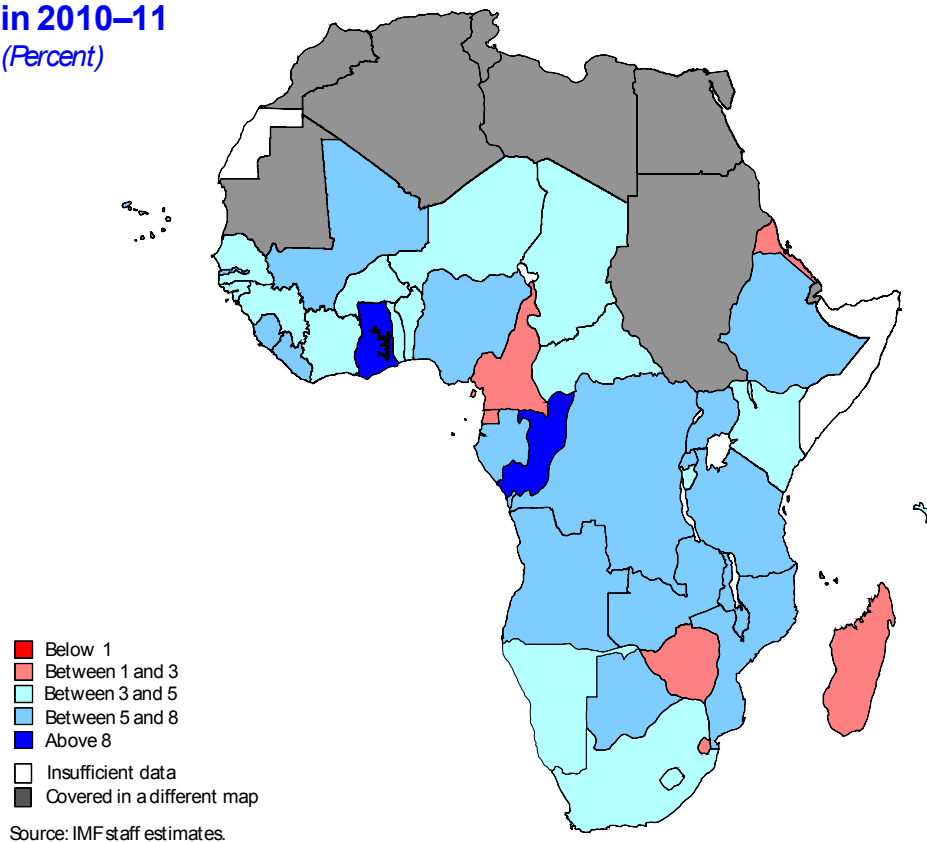 in 2010–11
(Percent)
Below 1
Between 1 and 3
Between 3 and 5
Between 5 and 8
Above 8
Insufficient data
Covered in a different map
Source: IMF staff estimates.